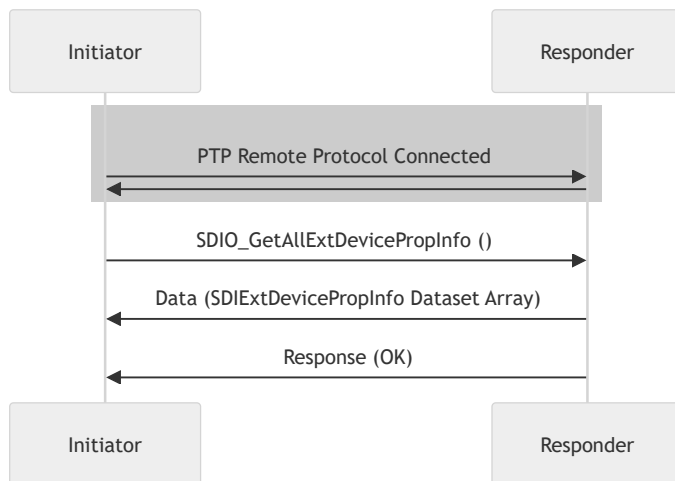 Initiator
Responder
PTP Remote Protocol Connected
SDIO_GetAllExtDevicePropInfo ()
Data (SDIExtDevicePropInfo Dataset Array)
Response (OK)
Initiator
Responder